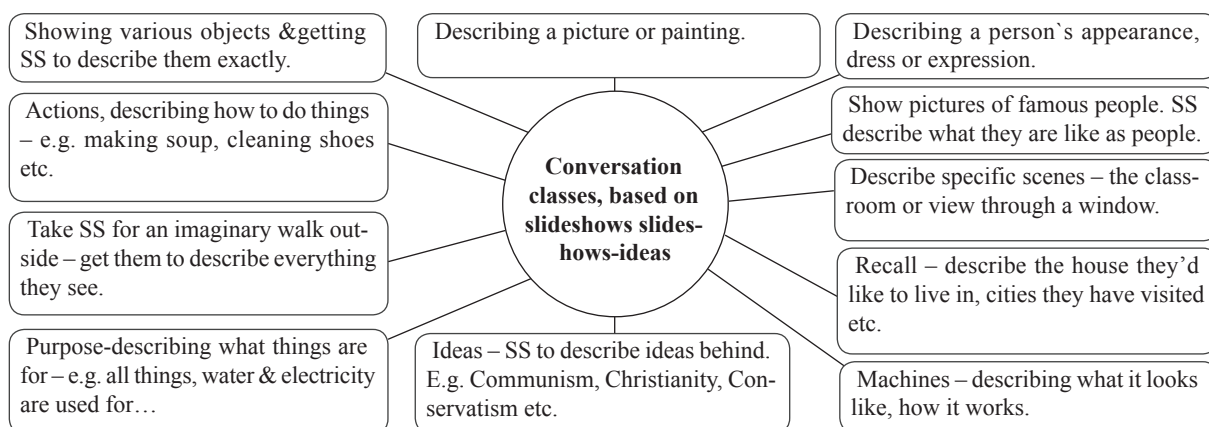 Showing various objects &getting
SS to describe them exactly.
Describing a picture or painting.
Describing a person`s appearance,
dress or expression.
Actions, describing how to do things
– e.g. making soup, cleaning shoes
etc.
Show pictures of famous people. SS
describe what they are like as people.
Conversation
classes, based on
slideshows slides-
hows-ideas
Describe specific scenes – the class-
room or view through a window.
Take SS for an imaginary walk out-
side – get them to describe everything
they see.
Recall – describe the house they’d
like to live in, cities they have visited
etc.
Purpose-describing what things are
for – e.g. all things, water & electricity
are used for…
Ideas – SS to describe ideas behind.
E.g. Communism, Christianity, Con-
servatism etc.
Machines – describing what it looks
like, how it works.